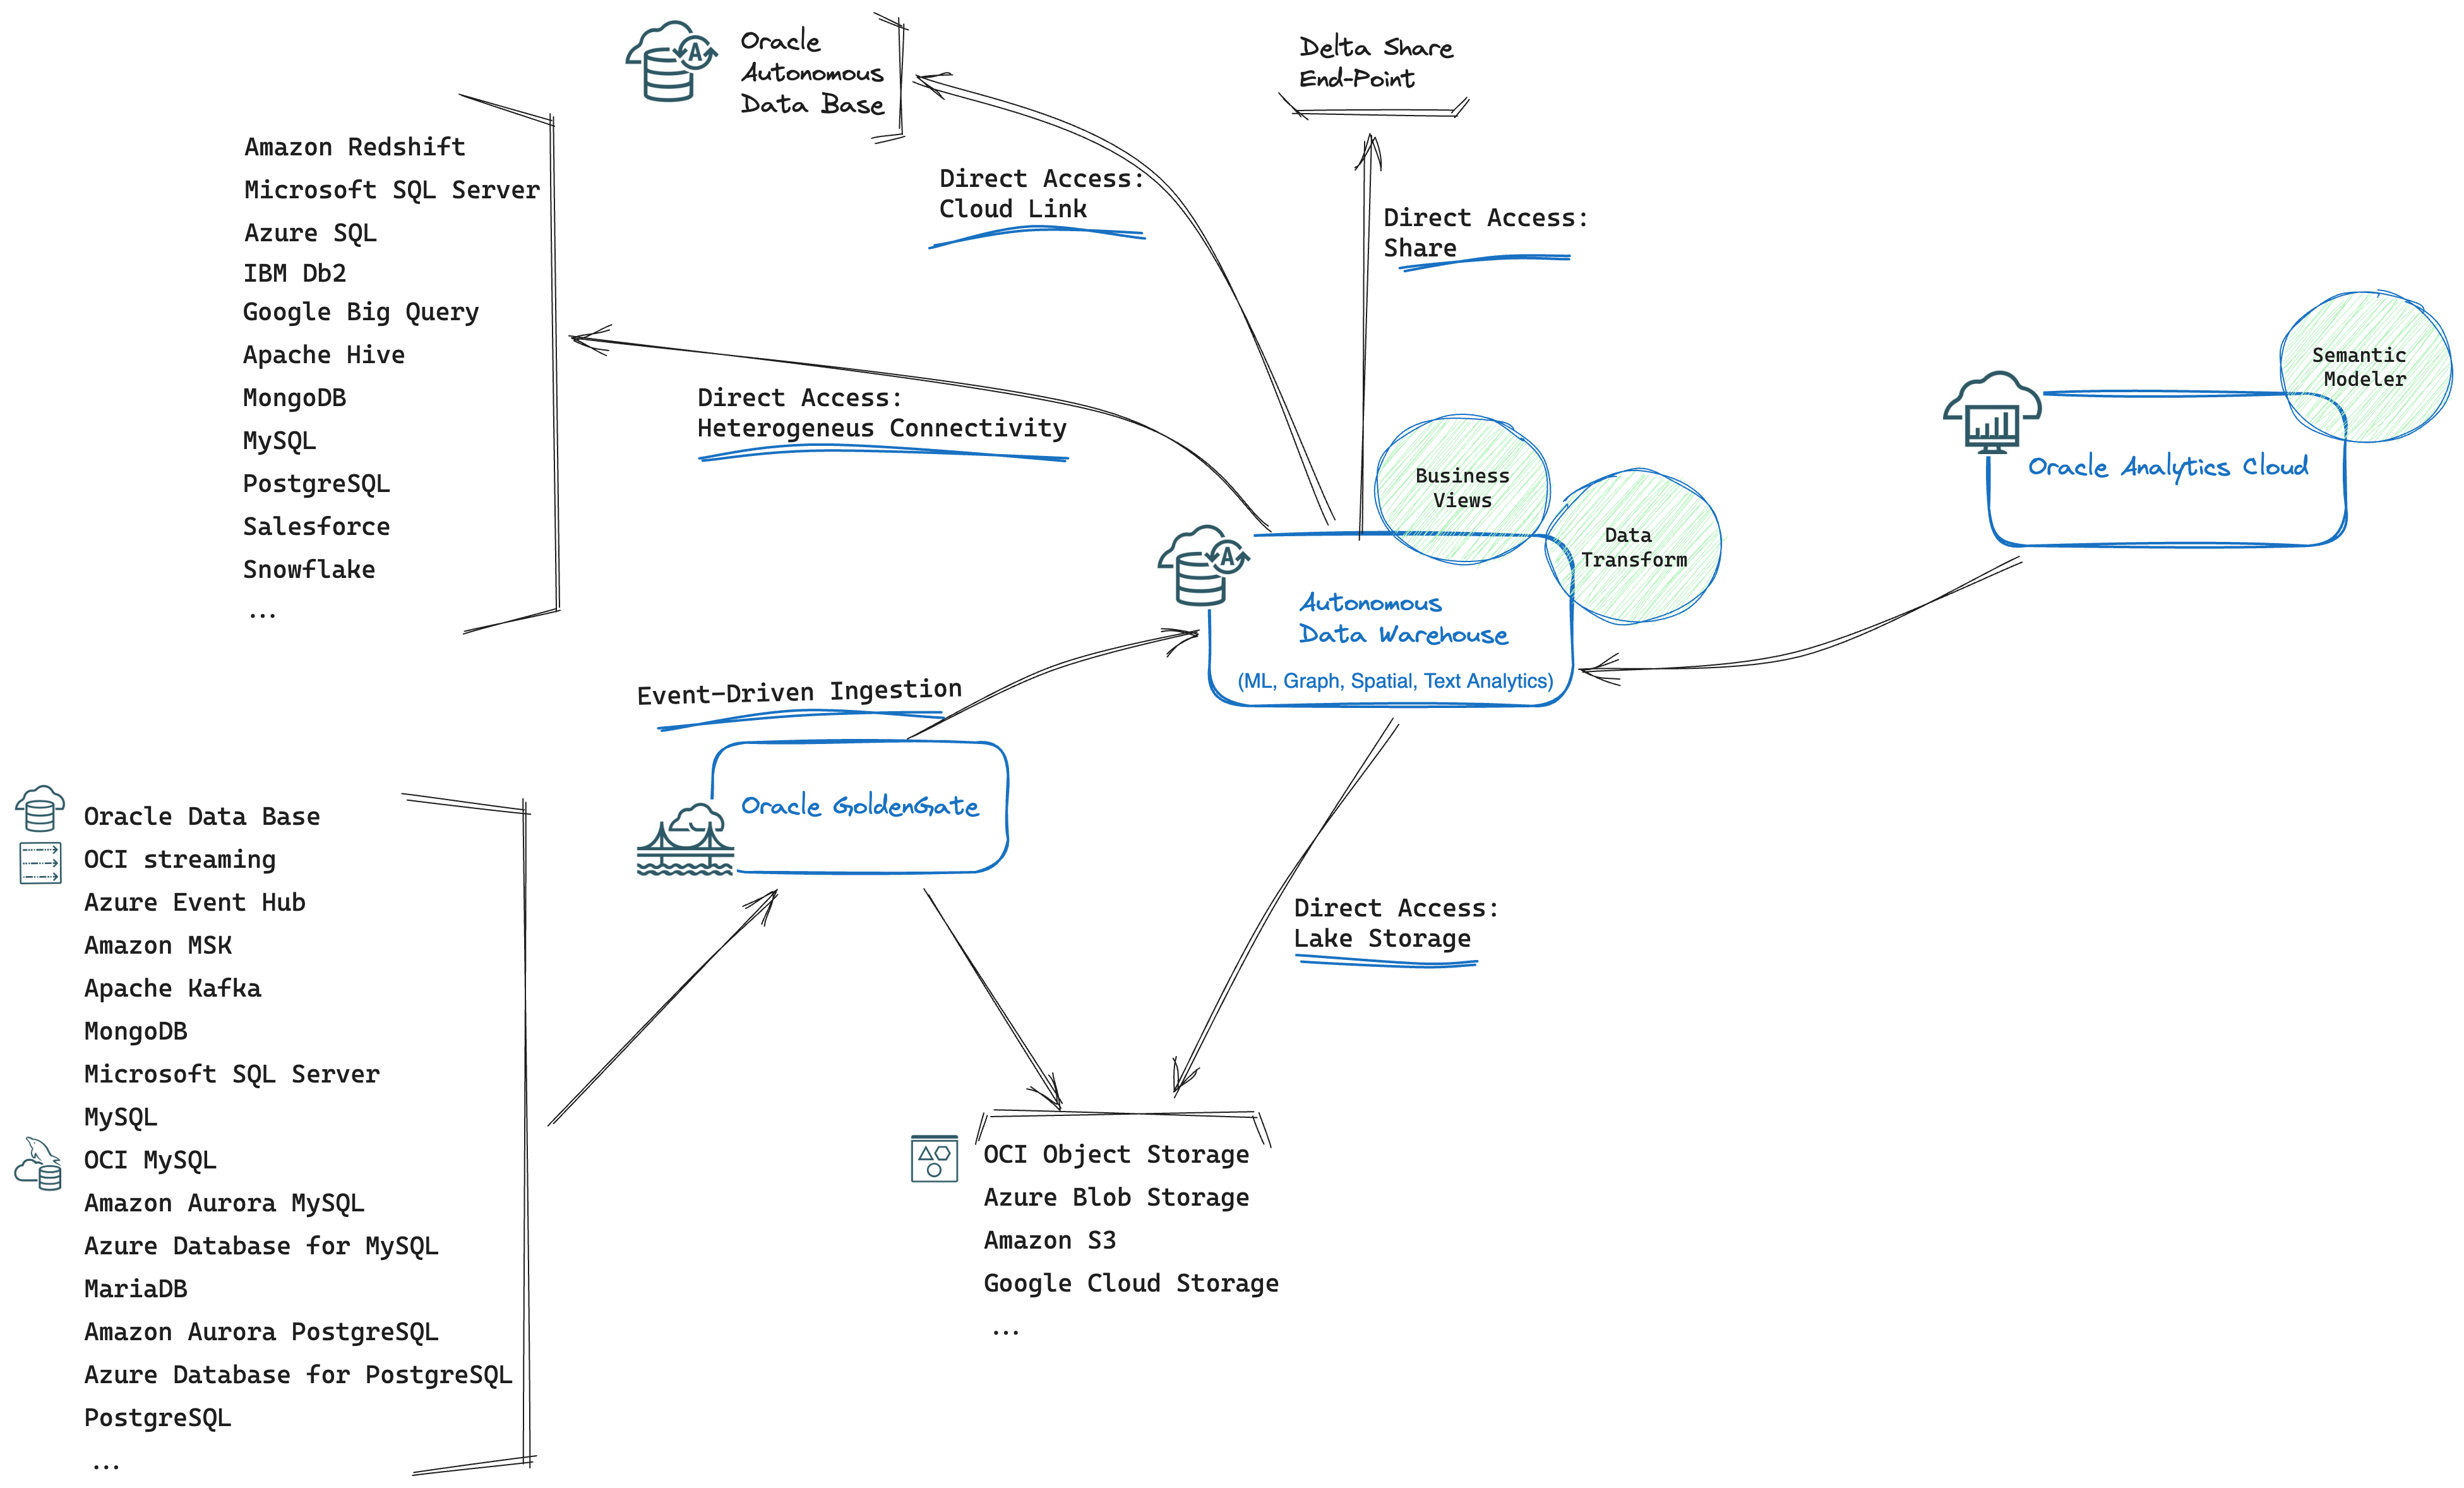 Oracle
Autonomous
Data Base
Delta Share
End-Point
Amazon Redshift
Microsoft SQL Server
Azure SQL
IBM Db2
Google Big Query
Apache Hive
MongoDB
MySQL
PostgreSQL
Salesforce
Snowflake
...
Direct Access:
Cloud Link
Direct Access:
Share
Direct Access:
Heterogeneus Connectivity
Semantic
Modeler
Oracle Analytics Cloud
Business
Views
Data
Transform
A
A
Autonomous
Data Warehouse
(ML, Graph, Spatial, Text Analytics)
Event-Driven Ingestion
Oracle GoldenGate
Oracle Data Base
OCI streaming
Azure Event Hub
Amazon MSK
Apache Kafka
MongoDB
Microsoft SQL Server
MySQL
OCI MySQL
Amazon Aurora MySQL
Azure Database for MySQL
MariaDB
Amazon Aurora PostgreSQL
Azure Database for PostgreSQL
PostgreSQL
...
Direct Access:
Lake Storage
OCI Object Storage
Azure Blob Storage
Amazon S3
Google Cloud Storage
...